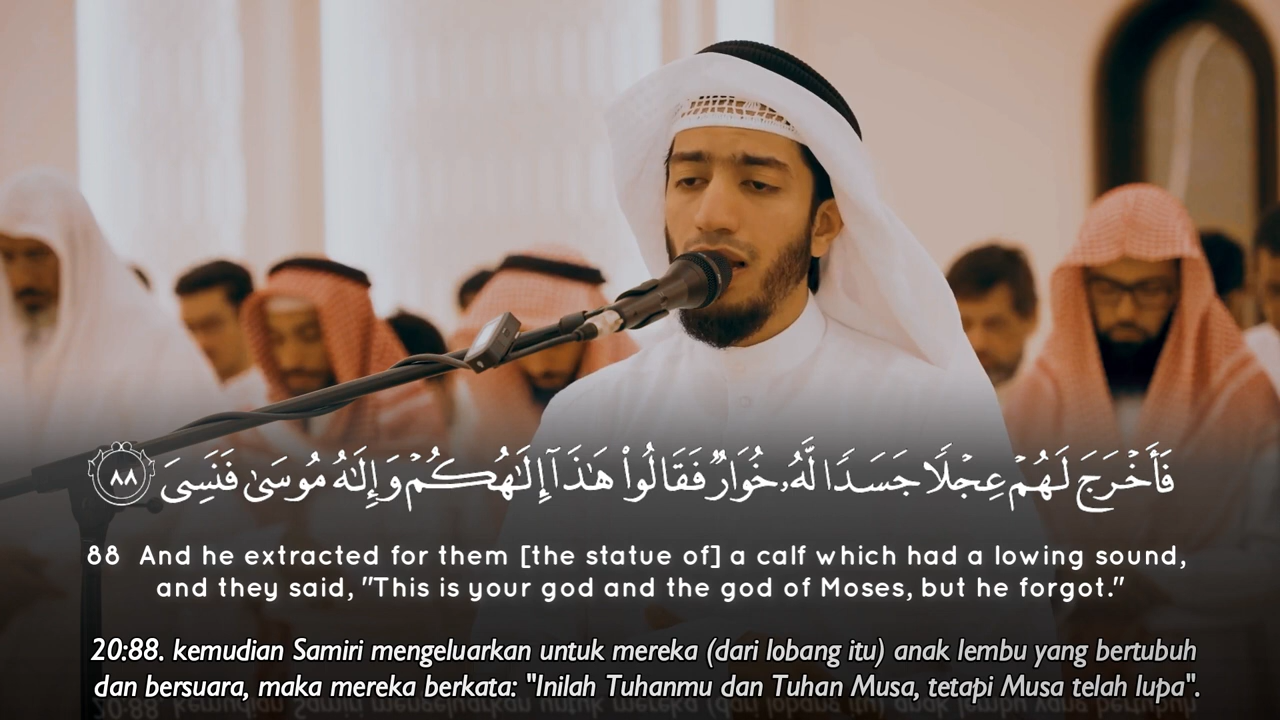 فَأَخْرَجَ لَهُمْ عِجْلًا جَسَدًا لَّهُۥ خُوَارٌ فَقَالُوا۟ هَـٰذَآ إِلَـٰهُكُمْ وَإِلَـٰهُ مُوسَىٰ فَنَسِىَ ٨٨
88 And he extracted for them [the statue of] a calf which had a lowing sound,
and they said, "This is your god and the god of Moses, but he forgot."
20:88. kemudian Samiri mengeluarkan untuk mereka (dari lobang itu) anak lembu yang bertubuh
dan bersuara, maka mereka berkata: "Inilah Tuhanmu dan Tuhan Musa, tetapi Musa telah lupa".